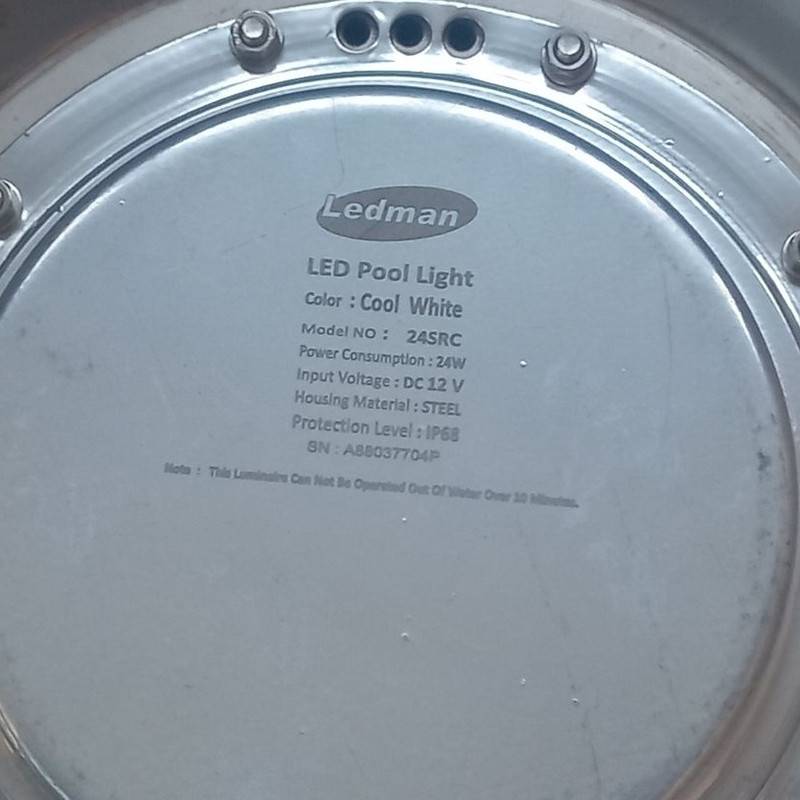 Ledman
LED Pool Light
Color : Cool White
Model NO : 24SRC
Power Consumption : 24W
Input Voltage : DC 12 V
Housing Material : STEEL
Protection Level : IP68
SN : A88037704P
Note : This Luminaire Can Not Be Operated Out Of Water Over 10 Minutes.